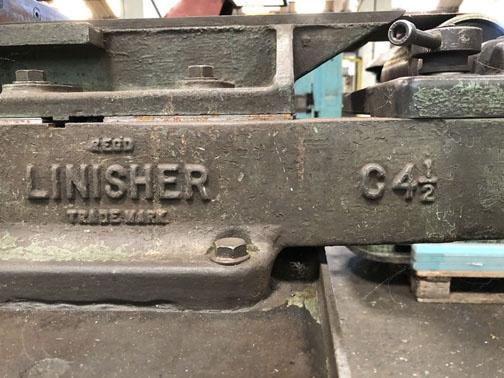 REGD
LINISHER
TRADE MARK
C4½